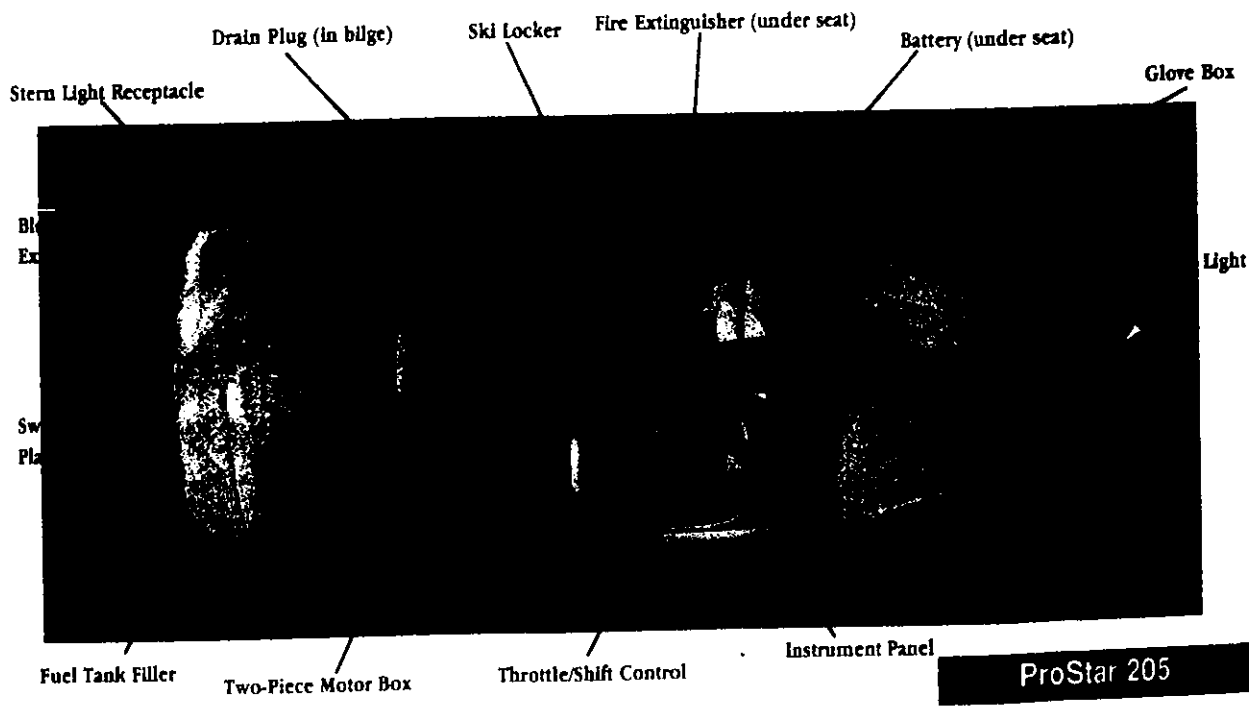 Drain Plug (in bilge)
Ski Locker
Fire Extinguisher (under seat)
Battery (under seat)
Glove Box
Stern Light Receptacle
Light
Fuel Tank Filler
Two-Piece Motor Box
Throttle/Shift Control
Instrument Panel
ProStar 205